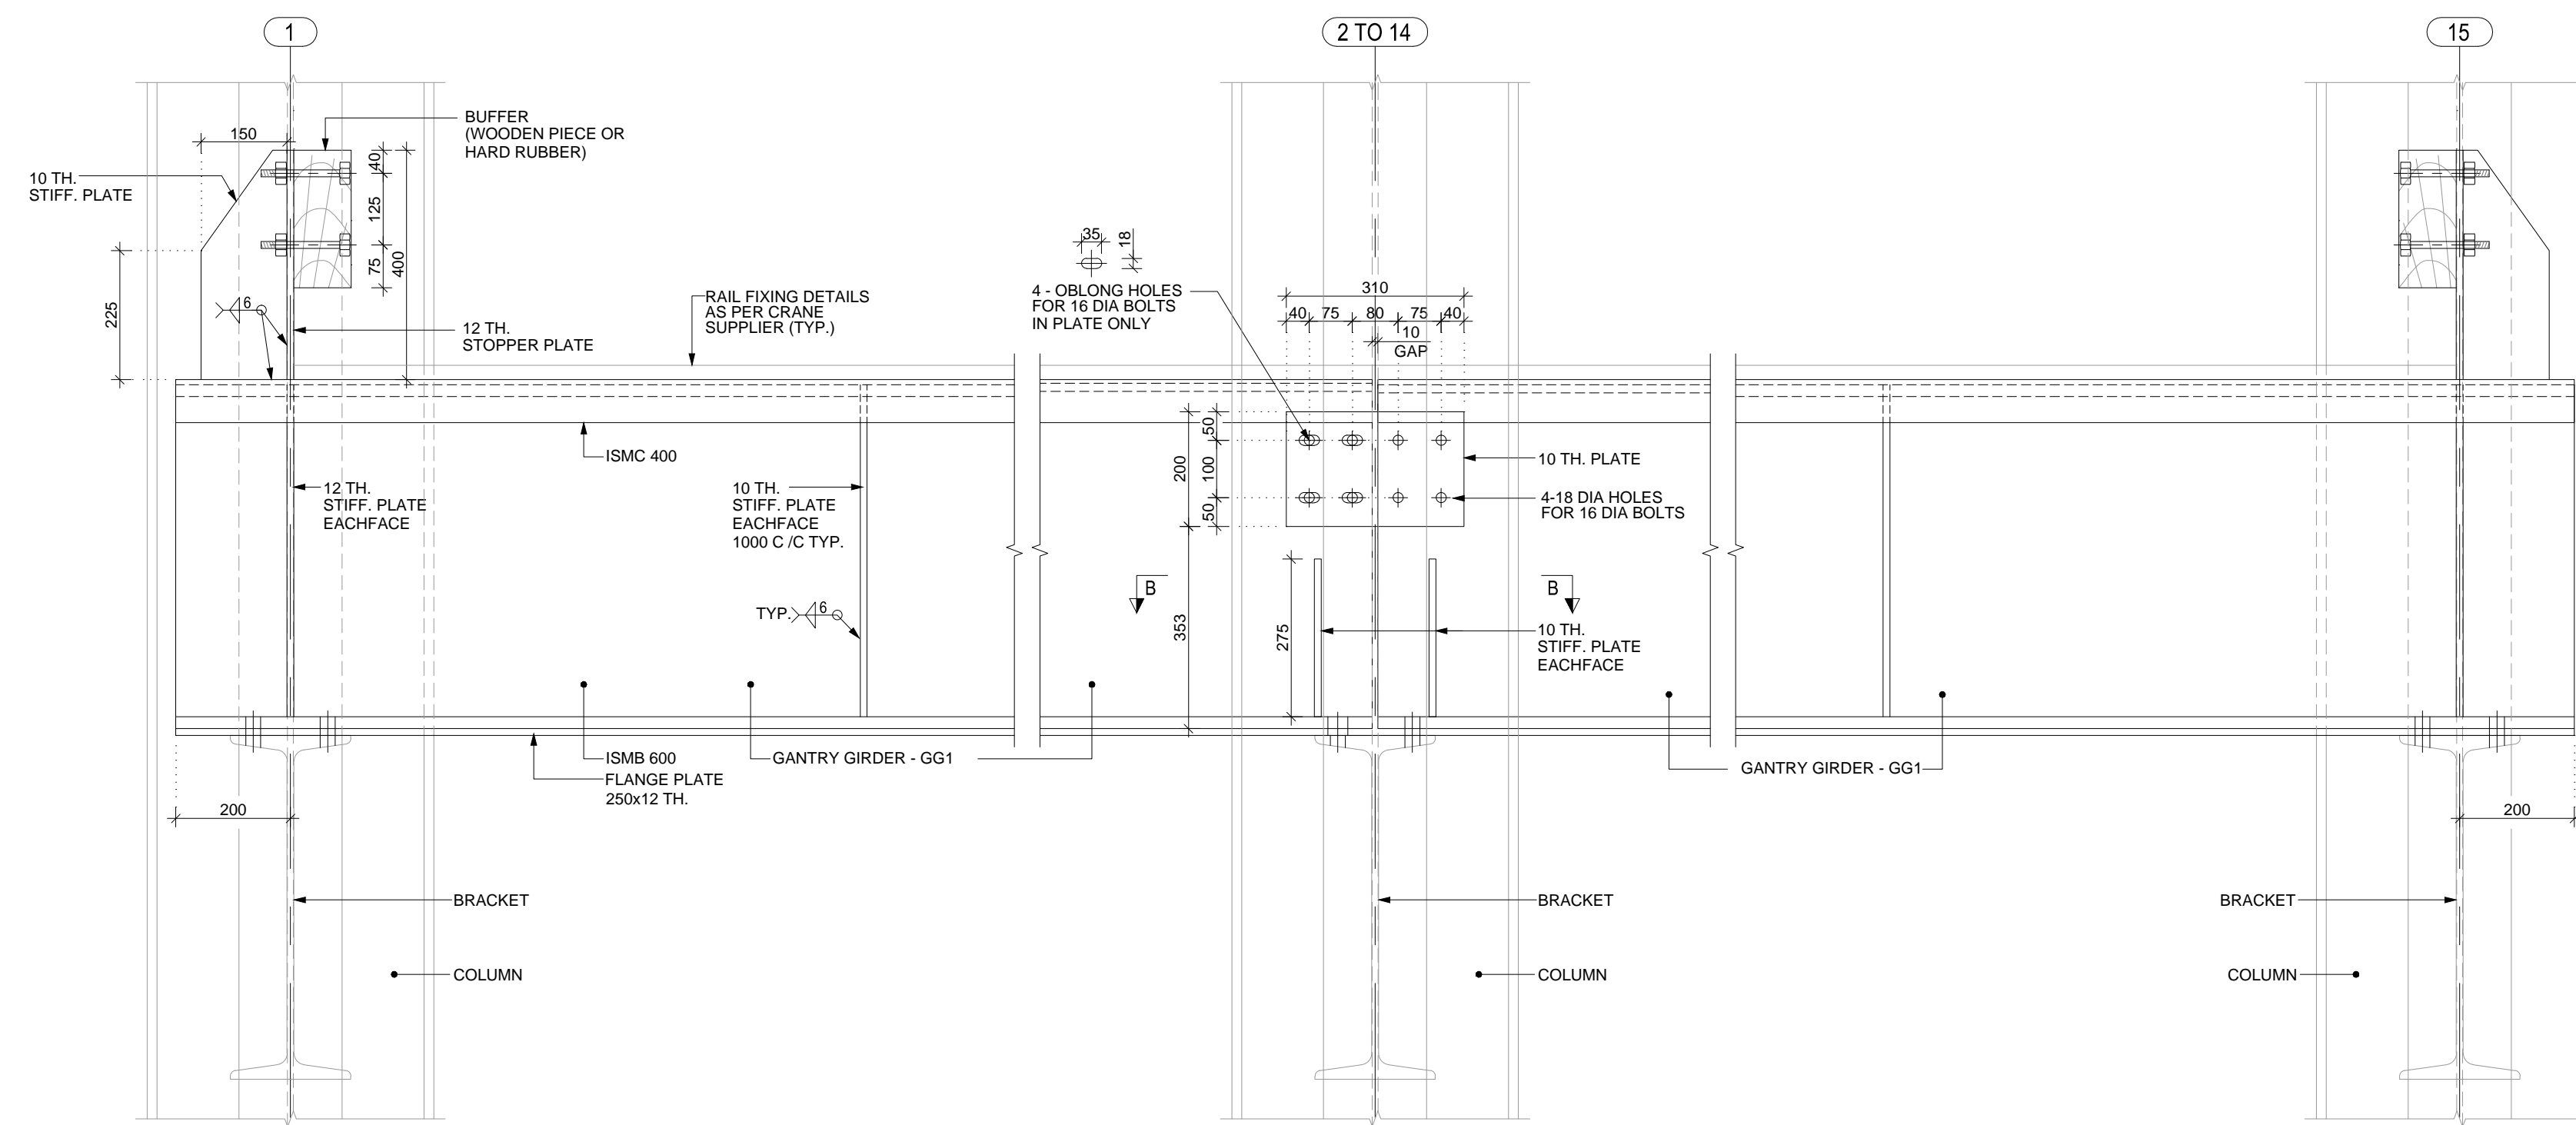 1
2 TO 14
15
BUFFER
(WOODEN PIECE OR
HARD RUBBER)
150
40
125
75
400
10 TH.
STIFF. PLATE
225
6
12 TH.
STOPPER PLATE
RAIL FIXING DETAILS
AS PER CRANE
SUPPLIER (TYP.)
35
18
4 - OBLONG HOLES
FOR 16 DIA BOLTS
IN PLATE ONLY
310
40
75
80
75
40
10
GAP
50
100
50
200
353
ISMC 400
12 TH.
STIFF. PLATE
EACHFACE
10 TH.
STIFF. PLATE
EACHFACE
1000 C /C TYP.
10 TH. PLATE
4-18 DIA HOLES
FOR 16 DIA BOLTS
TYP.
6
B
B
275
10 TH.
STIFF. PLATE
EACHFACE
ISMB 600
GANTRY GIRDER - GG1
GANTRY GIRDER - GG1
FLANGE PLATE
250x12 TH.
200
200
BRACKET
BRACKET
BRACKET
COLUMN
COLUMN
COLUMN